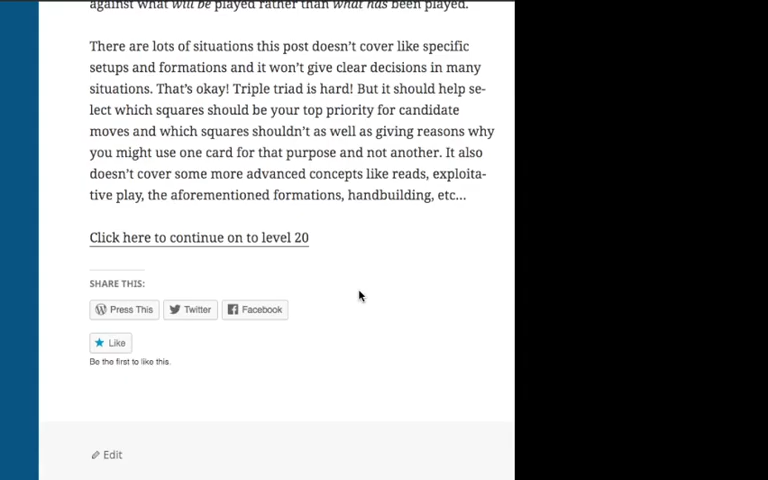 against what will be played rather than what has been played.
There are lots of situations this post doesn't cover like specific
setups and formations and it won't give clear decisions in many
situations. That's okay! Triple triad is hard! But it should help se-
lect which squares should be your top priority for candidate
moves and which squares shouldn't as well as giving reasons why
you might use one card for that purpose and not another. It also
doesn't cover some more advanced concepts like reads, exploita-
tive play, the aforementioned formations, handbuilding, etc...
Click here to continue on to level 20
SHARE THIS:
Press This Twitter Facebook
Like
Be the first to like this.
Edit